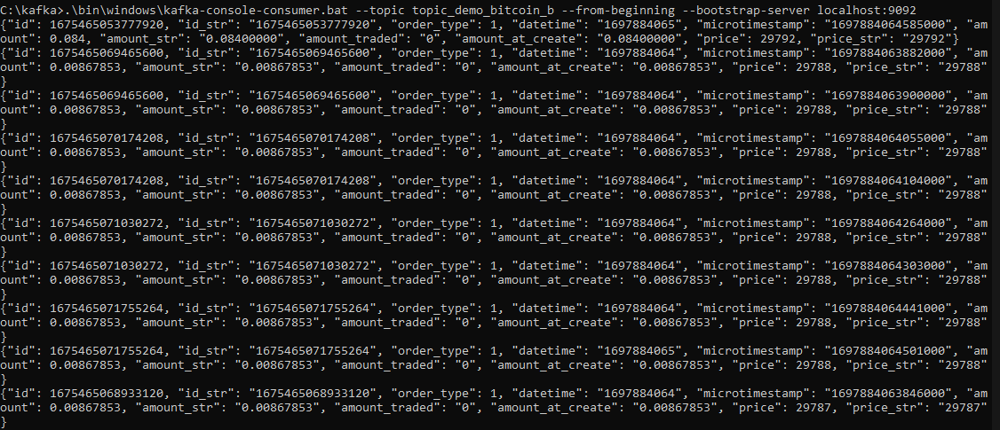 C:\kafka>.\bin\windows\kafka-console-consumer.bat --topic topic_demo_bitcoin_b --from-beginning --bootstrap-server localhost:9092
{"id": 1675465053777920, "id_str": "1675465053777920", "order_type": 1, "datetime": "1697884065", "microtimestamp": "1697884064585000", "am
ount": 0.084, "amount_str": "0.08400000", "amount_traded": "0", "amount_at_create": "0.08400000", "price": 29792, "price_str": "29792"}
{"id": 1675465069465600, "id_str": "1675465069465600", "order_type": 1, "datetime": "1697884064", "microtimestamp": "1697884063882000", "am
ount": 0.00867853, "amount_str": "0.00867853", "amount_traded": "0", "amount_at_create": "0.00867853", "price": 29788, "price_str": "29788"
}
{"id": 1675465069465600, "id_str": "1675465069465600", "order_type": 1, "datetime": "1697884064", "microtimestamp": "1697884063900000", "am
ount": 0.00867853, "amount_str": "0.00867853", "amount_traded": "0", "amount_at_create": "0.00867853", "price": 29788, "price_str": "29788"
}
{"id": 1675465070174208, "id_str": "1675465070174208", "order_type": 1, "datetime": "1697884064", "microtimestamp": "1697884064055000", "am
ount": 0.00867853, "amount_str": "0.00867853", "amount_traded": "0", "amount_at_create": "0.00867853", "price": 29788, "price_str": "29788"
}
{"id": 1675465070174208, "id_str": "1675465070174208", "order_type": 1, "datetime": "1697884064", "microtimestamp": "1697884064104000", "am
ount": 0.00867853, "amount_str": "0.00867853", "amount_traded": "0", "amount_at_create": "0.00867853", "price": 29788, "price_str": "29788"
}
{"id": 1675465071030272, "id_str": "1675465071030272", "order_type": 1, "datetime": "1697884064", "microtimestamp": "1697884064264000", "am
ount": 0.00867853, "amount_str": "0.00867853", "amount_traded": "0", "amount_at_create": "0.00867853", "price": 29788, "price_str": "29788"
}
{"id": 1675465071030272, "id_str": "1675465071030272", "order_type": 1, "datetime": "1697884064", "microtimestamp": "1697884064303000", "am
ount": 0.00867853, "amount_str": "0.00867853", "amount_traded": "0", "amount_at_create": "0.00867853", "price": 29788, "price_str": "29788"
}
{"id": 1675465071755264, "id_str": "1675465071755264", "order_type": 1, "datetime": "1697884064", "microtimestamp": "1697884064441000", "am
ount": 0.00867853, "amount_str": "0.00867853", "amount_traded": "0", "amount_at_create": "0.00867853", "price": 29788, "price_str": "29788"
}
{"id": 1675465071755264, "id_str": "1675465071755264", "order_type": 1, "datetime": "1697884065", "microtimestamp": "1697884064501000", "am
ount": 0.00867853, "amount_str": "0.00867853", "amount_traded": "0", "amount_at_create": "0.00867853", "price": 29788, "price_str": "29788"
}
{"id": 1675465068933120, "id_str": "1675465068933120", "order_type": 1, "datetime": "1697884064", "microtimestamp": "1697884063846000", "am
ount": 0.00867853, "amount_str": "0.00867853", "amount_traded": "0", "amount_at_create": "0.00867853", "price": 29787, "price_str": "29787"
}